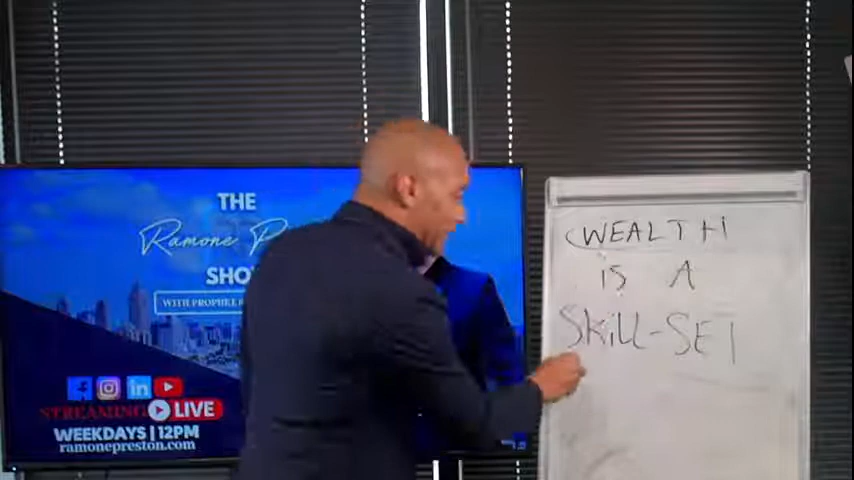 THE
Ramone P
SHO
WITH PROPHET
STREAMING LIVE
WEEKDAYS | 12PM
ramonepreston.com
WEALTH
is A
SKiLL-SET